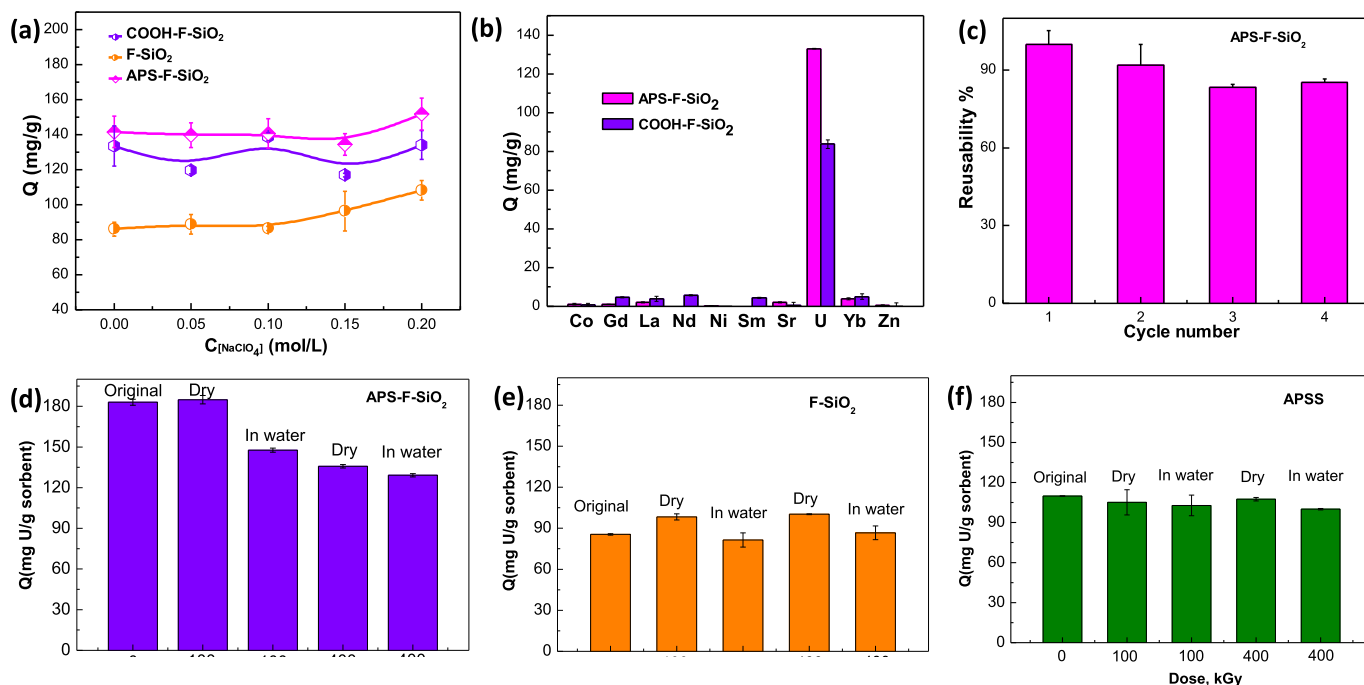 (a)
COOH-F-SiO2
F-SiO2
APS-F-SiO2
200
180
160
140
120
100
80
60
40
Q (mg/g)
0.00 0.05 0.10 0.15 0.20
C[NaClO4] (mol/L)
(b)
APS-F-SiO2
COOH-F-SiO2
140
120
100
80
60
40
20
0
Q (mg/g)
Co Gd La Nd Ni Sm Sr U Yb Zn
(c)
APS-F-SiO2
90
60
30
0
Reusability %
1 2 3 4
Cycle number
(d)
APS-F-SiO2
Original
Dry
In water
Dry
In water
180
150
120
90
60
30
0
Q(mg U/g sorbent)
(e)
F-SiO2
Original
Dry
In water
Dry
In water
180
150
120
90
60
30
0
Q(mg U/g sorbent)
(f)
APSS
Original
Dry
In water
Dry
In water
180
150
120
90
60
30
0
Q(mg U/g sorbent)
0 100 100 400 400
Dose, kGy